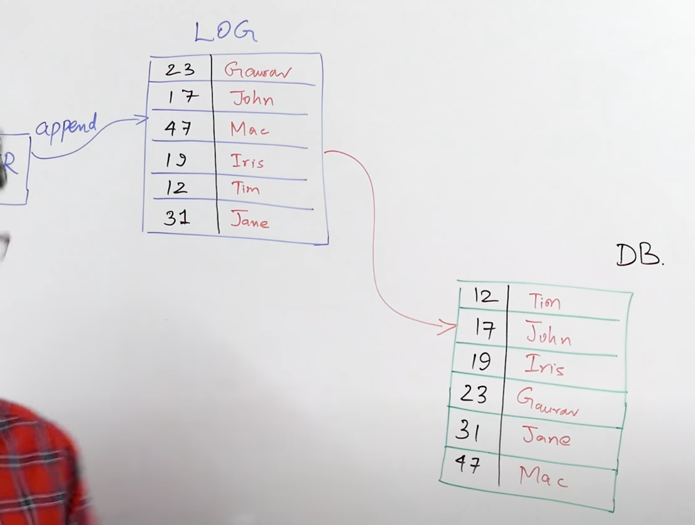 LOG
23 Gaurav
append
17 John
47 Mac
R
19 Iris
12 Tim
31 Jane
DB.
12 Tim
17 John
19 Iris
23 Gaurav
31 Jane
47 Mac